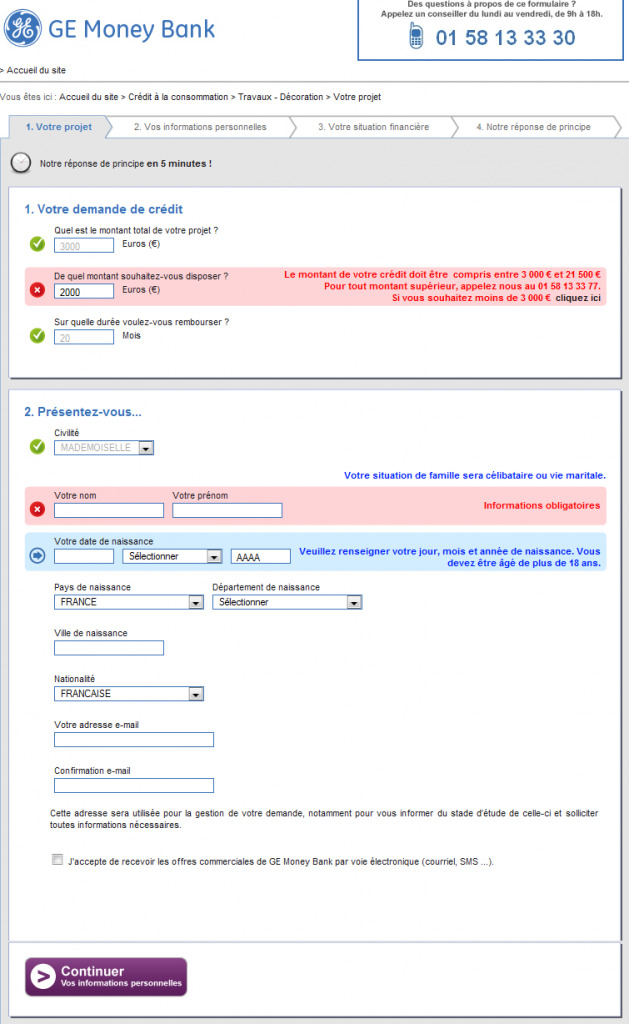 Des questions à propos de ce formulaire ?
Appelez un conseiller du lundi au vendredi, de 9h à 18h.
GE Money Bank
01 58 13 33 30
> Accueil du site
Vous êtes ici : Accueil du site > Crédit à la consommation > Travaux - Décoration > Votre projet
1. Votre projet
2. Vos informations personnelles
3. Votre situation financière
4. Notre réponse de principe
Notre réponse de principe en 5 minutes !
1. Votre demande de crédit
Quel est le montant total de votre projet ?
3000 Euros (€)
De quel montant souhaitez-vous disposer ?
2000 Euros (€)
Le montant de votre crédit doit être compris entre 3 000 € et 21 500 €
Pour tout montant supérieur, appelez nous au 01 58 13 33 77.
Si vous souhaitez moins de 3 000 € cliquez ici
Sur quelle durée voulez-vous rembourser ?
20 Mois
2. Présentez-vous...
Civilité
MADEMOISELLE
Votre situation de famille sera célibataire ou vie maritale.
Votre nom Votre prénom
Informations obligatoires
Votre date de naissance
Sélectionner AAAA
Veuillez renseigner votre jour, mois et année de naissance. Vous
devez être âgé de plus de 18 ans.
Pays de naissance Département de naissance
FRANCE Sélectionner
Ville de naissance
Nationalité
FRANCAISE
Votre adresse e-mail
Confirmation e-mail
Cette adresse sera utilisée pour la gestion de votre demande, notamment pour vous informer du stade d'étude de celle-ci et solliciter
toutes informations nécessaires.
J'accepte de recevoir les offres commerciales de GE Money Bank par voie électronique (courriel, SMS ...).
Continuer
Vos informations personnelles